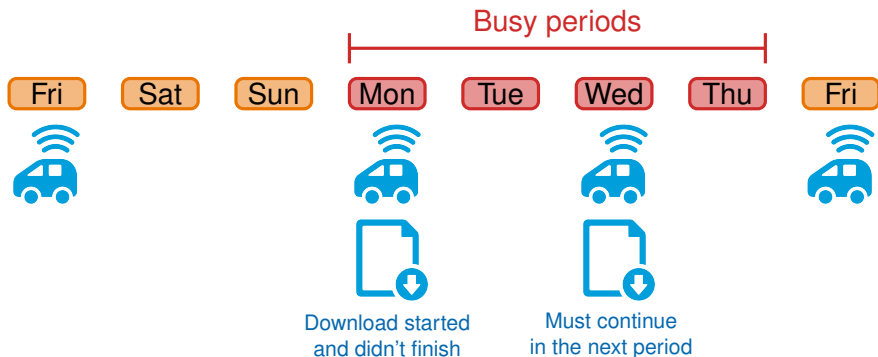 Busy periods
Fri Sat Sun Mon Tue Wed Thu Fri
Download started
and didn't finish
Must continue
in the next period